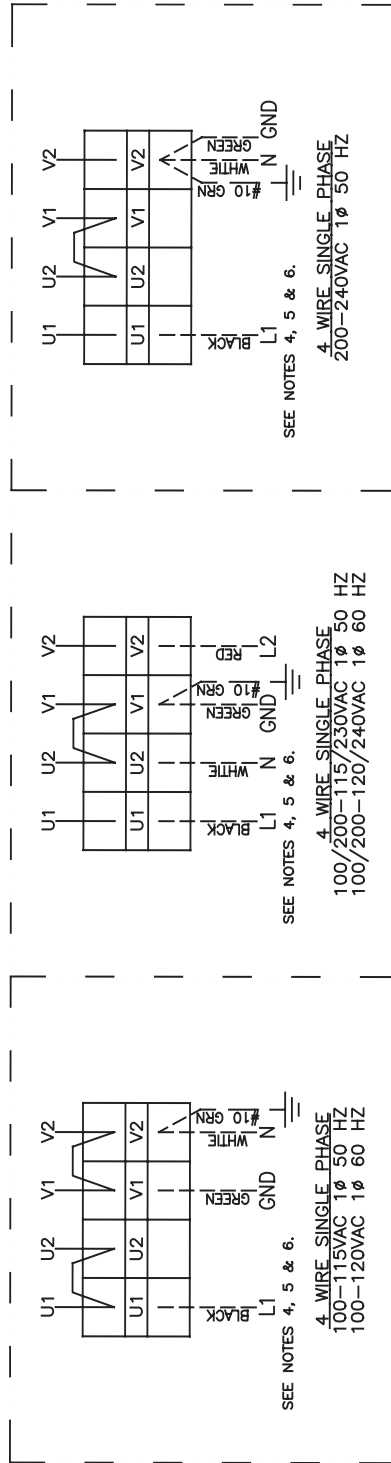 U1 U2 V1 V2
U1 U2 V1 V2
BLACK GREEN WHTIE #10 GRN
L1 GND N
SEE NOTES 4, 5 & 6.
4 WIRE SINGLE PHASE
100-115VAC 1ø 50 HZ
100-120VAC 1ø 60 HZ
U1 U2 V1 V2
U1 U2 V1 V2
BLACK WHTIE GREEN #10 GRN RED
L1 N GND L2
SEE NOTES 4, 5 & 6.
4 WIRE SINGLE PHASE
100/200-115/230VAC 1ø 50 HZ
100/200-120/240VAC 1ø 60 HZ
U1 U2 V1 V2
U1 U2 V1 V2
BLACK #10 GRN WHTIE GREEN
L1 N GND
SEE NOTES 4, 5 & 6.
4 WIRE SINGLE PHASE
200-240VAC 1ø 50 HZ